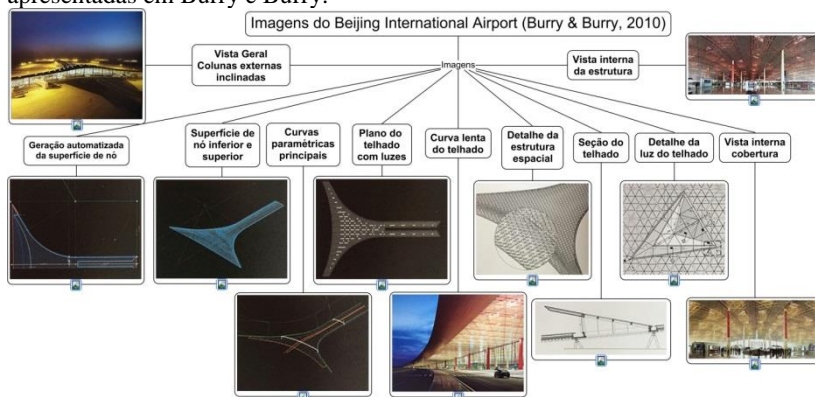 apresentadas em Burry e Burry.
Imagens do Beijing International Airport (Burry & Burry, 2010)
Vista Geral
Colunas externas
inclinadas
Imagens
Vista interna
da estrutura
Geração automatizada
da superfície de nó
Superfície de
nó inferior e
superior
Curvas
paramétricas
principais
Plano do
telhado
com luzes
Curva lenta
do telhado
Detalhe da
estrutura
espacial
Seção do
telhado
Detalhe da
luz do telhado
Vista interna
cobertura